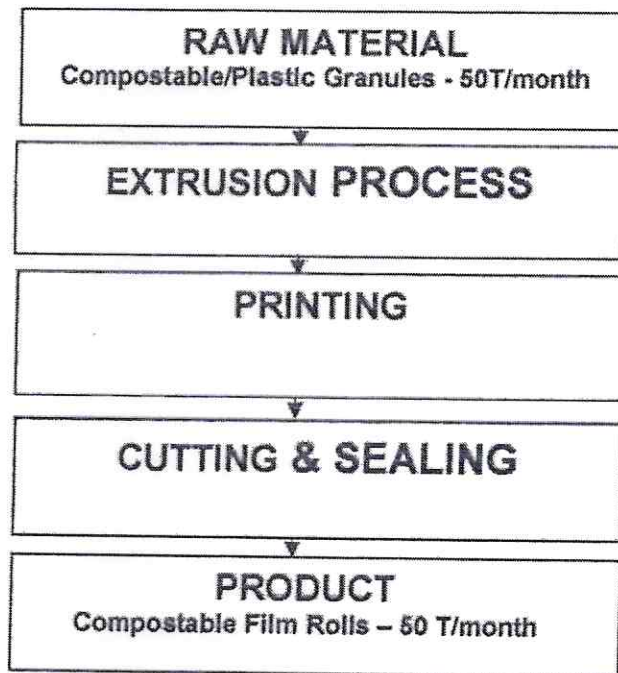 RAW MATERIAL
Compostable/Plastic Granules - 50T/month
EXTRUSION PROCESS
PRINTING
CUTTING & SEALING
PRODUCT
Compostable Film Rolls – 50 T/month